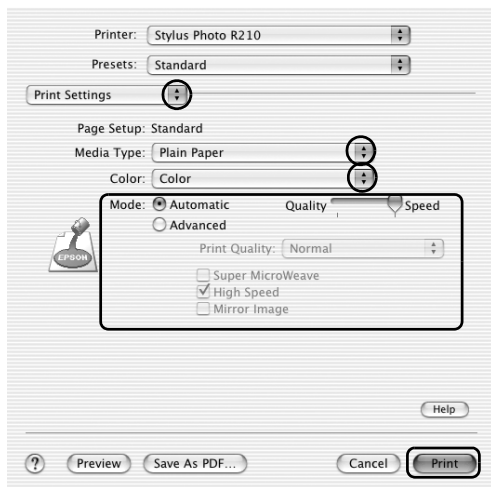 Printer: Stylus Photo R210
Presets: Standard
Print Settings
Page Setup: Standard
Media Type: Plain Paper
Color: Color
Mode: Automatic Quality Speed
Advanced
Print Quality: Normal
Super MicroWeave
High Speed
Mirror Image
EPSON
Help
? Preview Save As PDF... Cancel Print